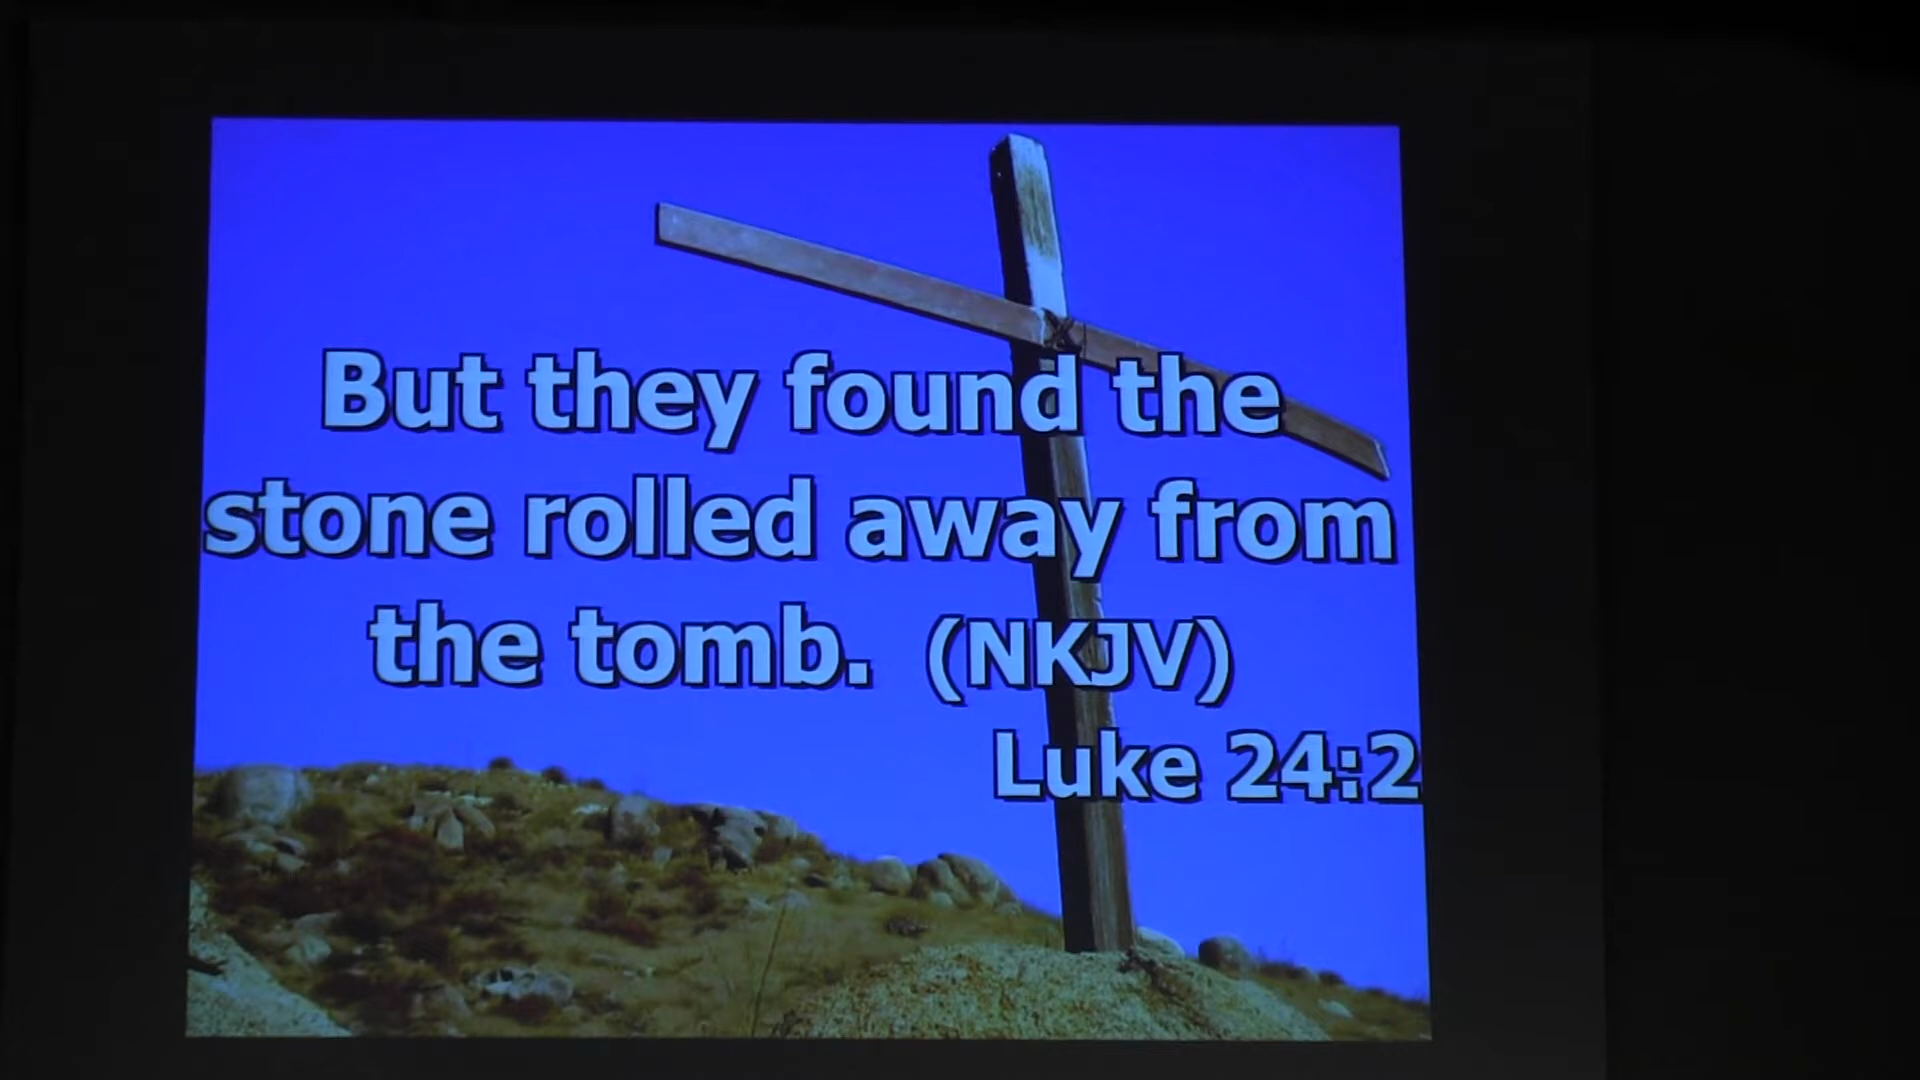 But they found the
stone rolled away from
the tomb. (NKJV)
Luke 24:2